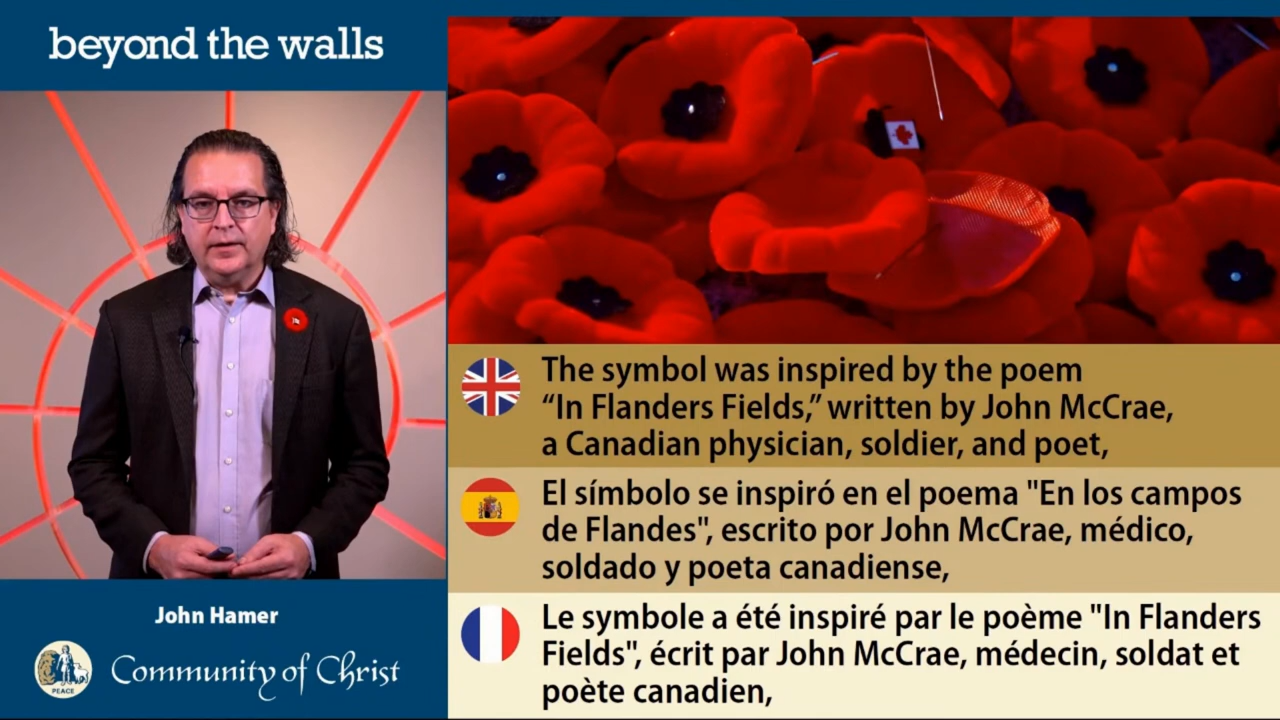 beyond the walls
The symbol was inspired by the poem
“In Flanders Fields,” written by John McCrae,
a Canadian physician, soldier, and poet,
El símbolo se inspiró en el poema "En los campos
de Flandes", escrito por John McCrae, médico,
soldado y poeta canadiense,
Le symbole a été inspiré par le poème "In Flanders
Fields", écrit par John McCrae, médecin, soldat et
poète canadien,
John Hamer
PEACE
Community of Christ